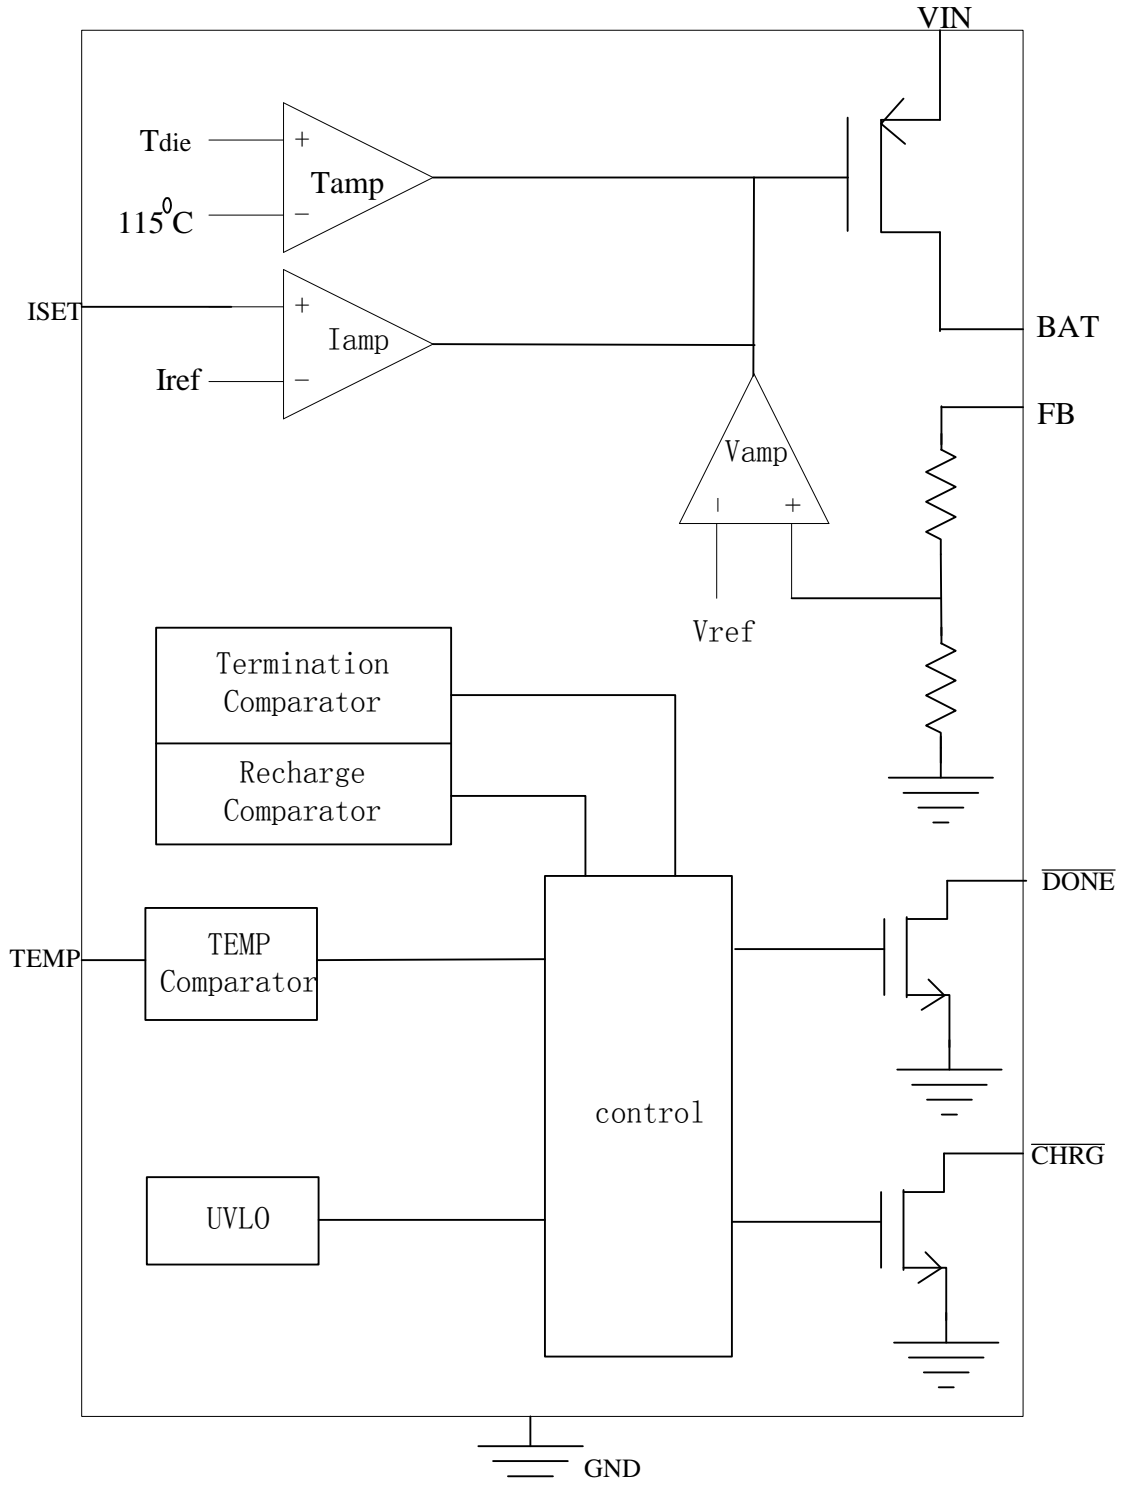 VIN
Tdie
+
Tamp
115⁰C
−
ISET
+
Iamp
BAT
Iref
−
FB
Vamp
−
+
Vref
Termination
Comparator
Recharge
Comparator
DONE
TEMP
TEMP
Comparator
control
CHRG
UVLO
GND